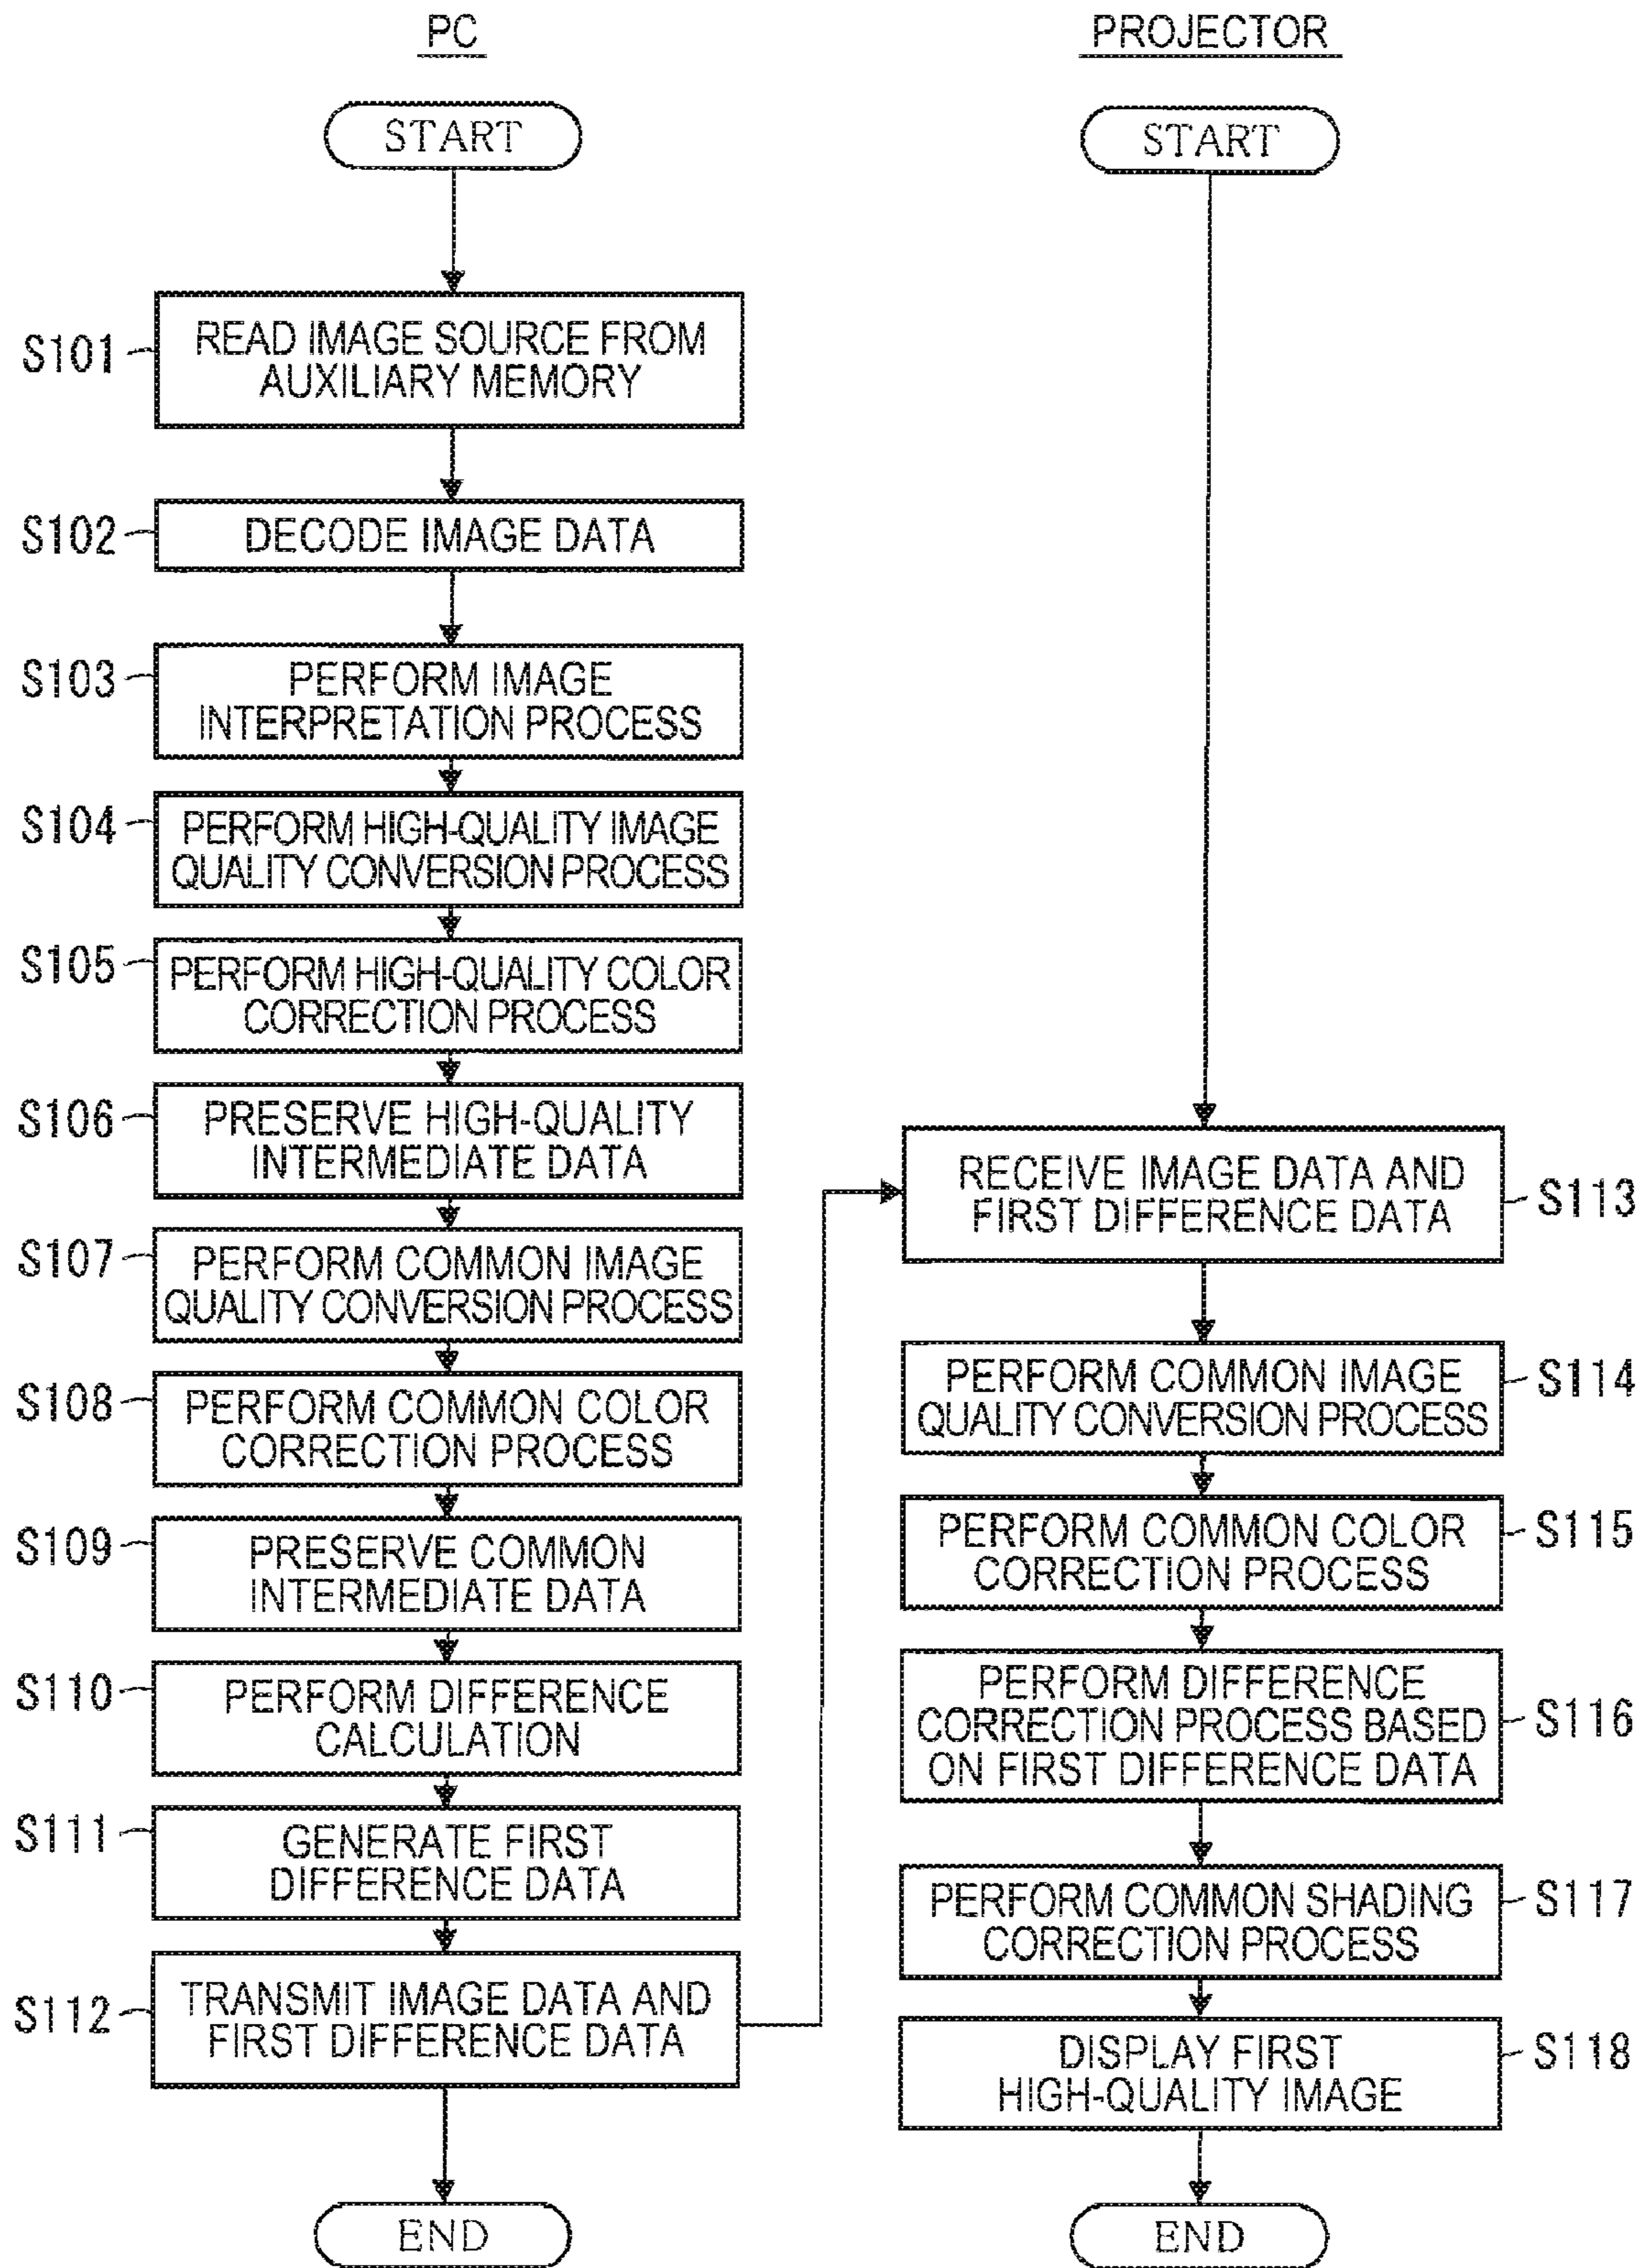 PC
START
S101
READ IMAGE SOURCE FROM
AUXILIARY MEMORY
S102
DECODE IMAGE DATA
S103
PERFORM IMAGE
INTERPRETATION PROCESS
S104
PERFORM HIGH-QUALITY IMAGE
QUALITY CONVERSION PROCESS
S105
PERFORM HIGH-QUALITY COLOR
CORRECTION PROCESS
S106
PRESERVE HIGH-QUALITY
INTERMEDIATE DATA
S107
PERFORM COMMON IMAGE
QUALITY CONVERSION PROCESS
S108
PERFORM COMMON COLOR
CORRECTION PROCESS
S109
PRESERVE COMMON
INTERMEDIATE DATA
S110
PERFORM DIFFERENCE
CALCULATION
S111
GENERATE FIRST
DIFFERENCE DATA
S112
TRANSMIT IMAGE DATA AND
FIRST DIFFERENCE DATA
END
PROJECTOR
START
RECEIVE IMAGE DATA AND
FIRST DIFFERENCE DATA
S113
PERFORM COMMON IMAGE
QUALITY CONVERSION PROCESS
S114
PERFORM COMMON COLOR
CORRECTION PROCESS
S115
PERFORM DIFFERENCE
CORRECTION PROCESS BASED
ON FIRST DIFFERENCE DATA
S116
PERFORM COMMON SHADING
CORRECTION PROCESS
S117
DISPLAY FIRST
HIGH-QUALITY IMAGE
S118
END